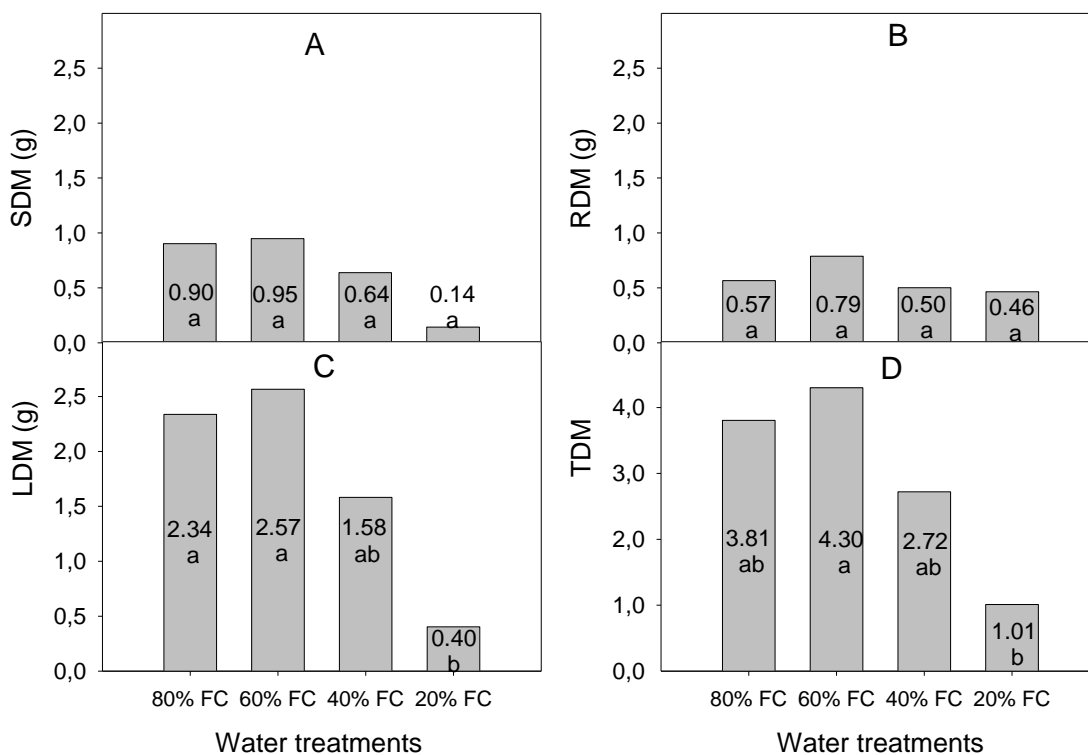 A
SDM (g)
2,5
2,0
1,5
1,0
0,5
0,0
0.90
a
0.95
a
0.64
a
0.14
a
B
RDM (g)
2,5
2,0
1,5
1,0
0,5
0,0
0.57
a
0.79
a
0.50
a
0.46
a
C
LDM (g)
2,5
2,0
1,5
1,0
0,5
0,0
2.34
a
2.57
a
1.58
ab
0.40
b
80% FC 60% FC 40% FC 20% FC
Water treatments
D
TDM
4,0
3,0
2,0
1,0
0,0
3.81
ab
4.30
a
2.72
ab
1.01
b
80% FC 60% FC 40% FC 20% FC
Water treatments